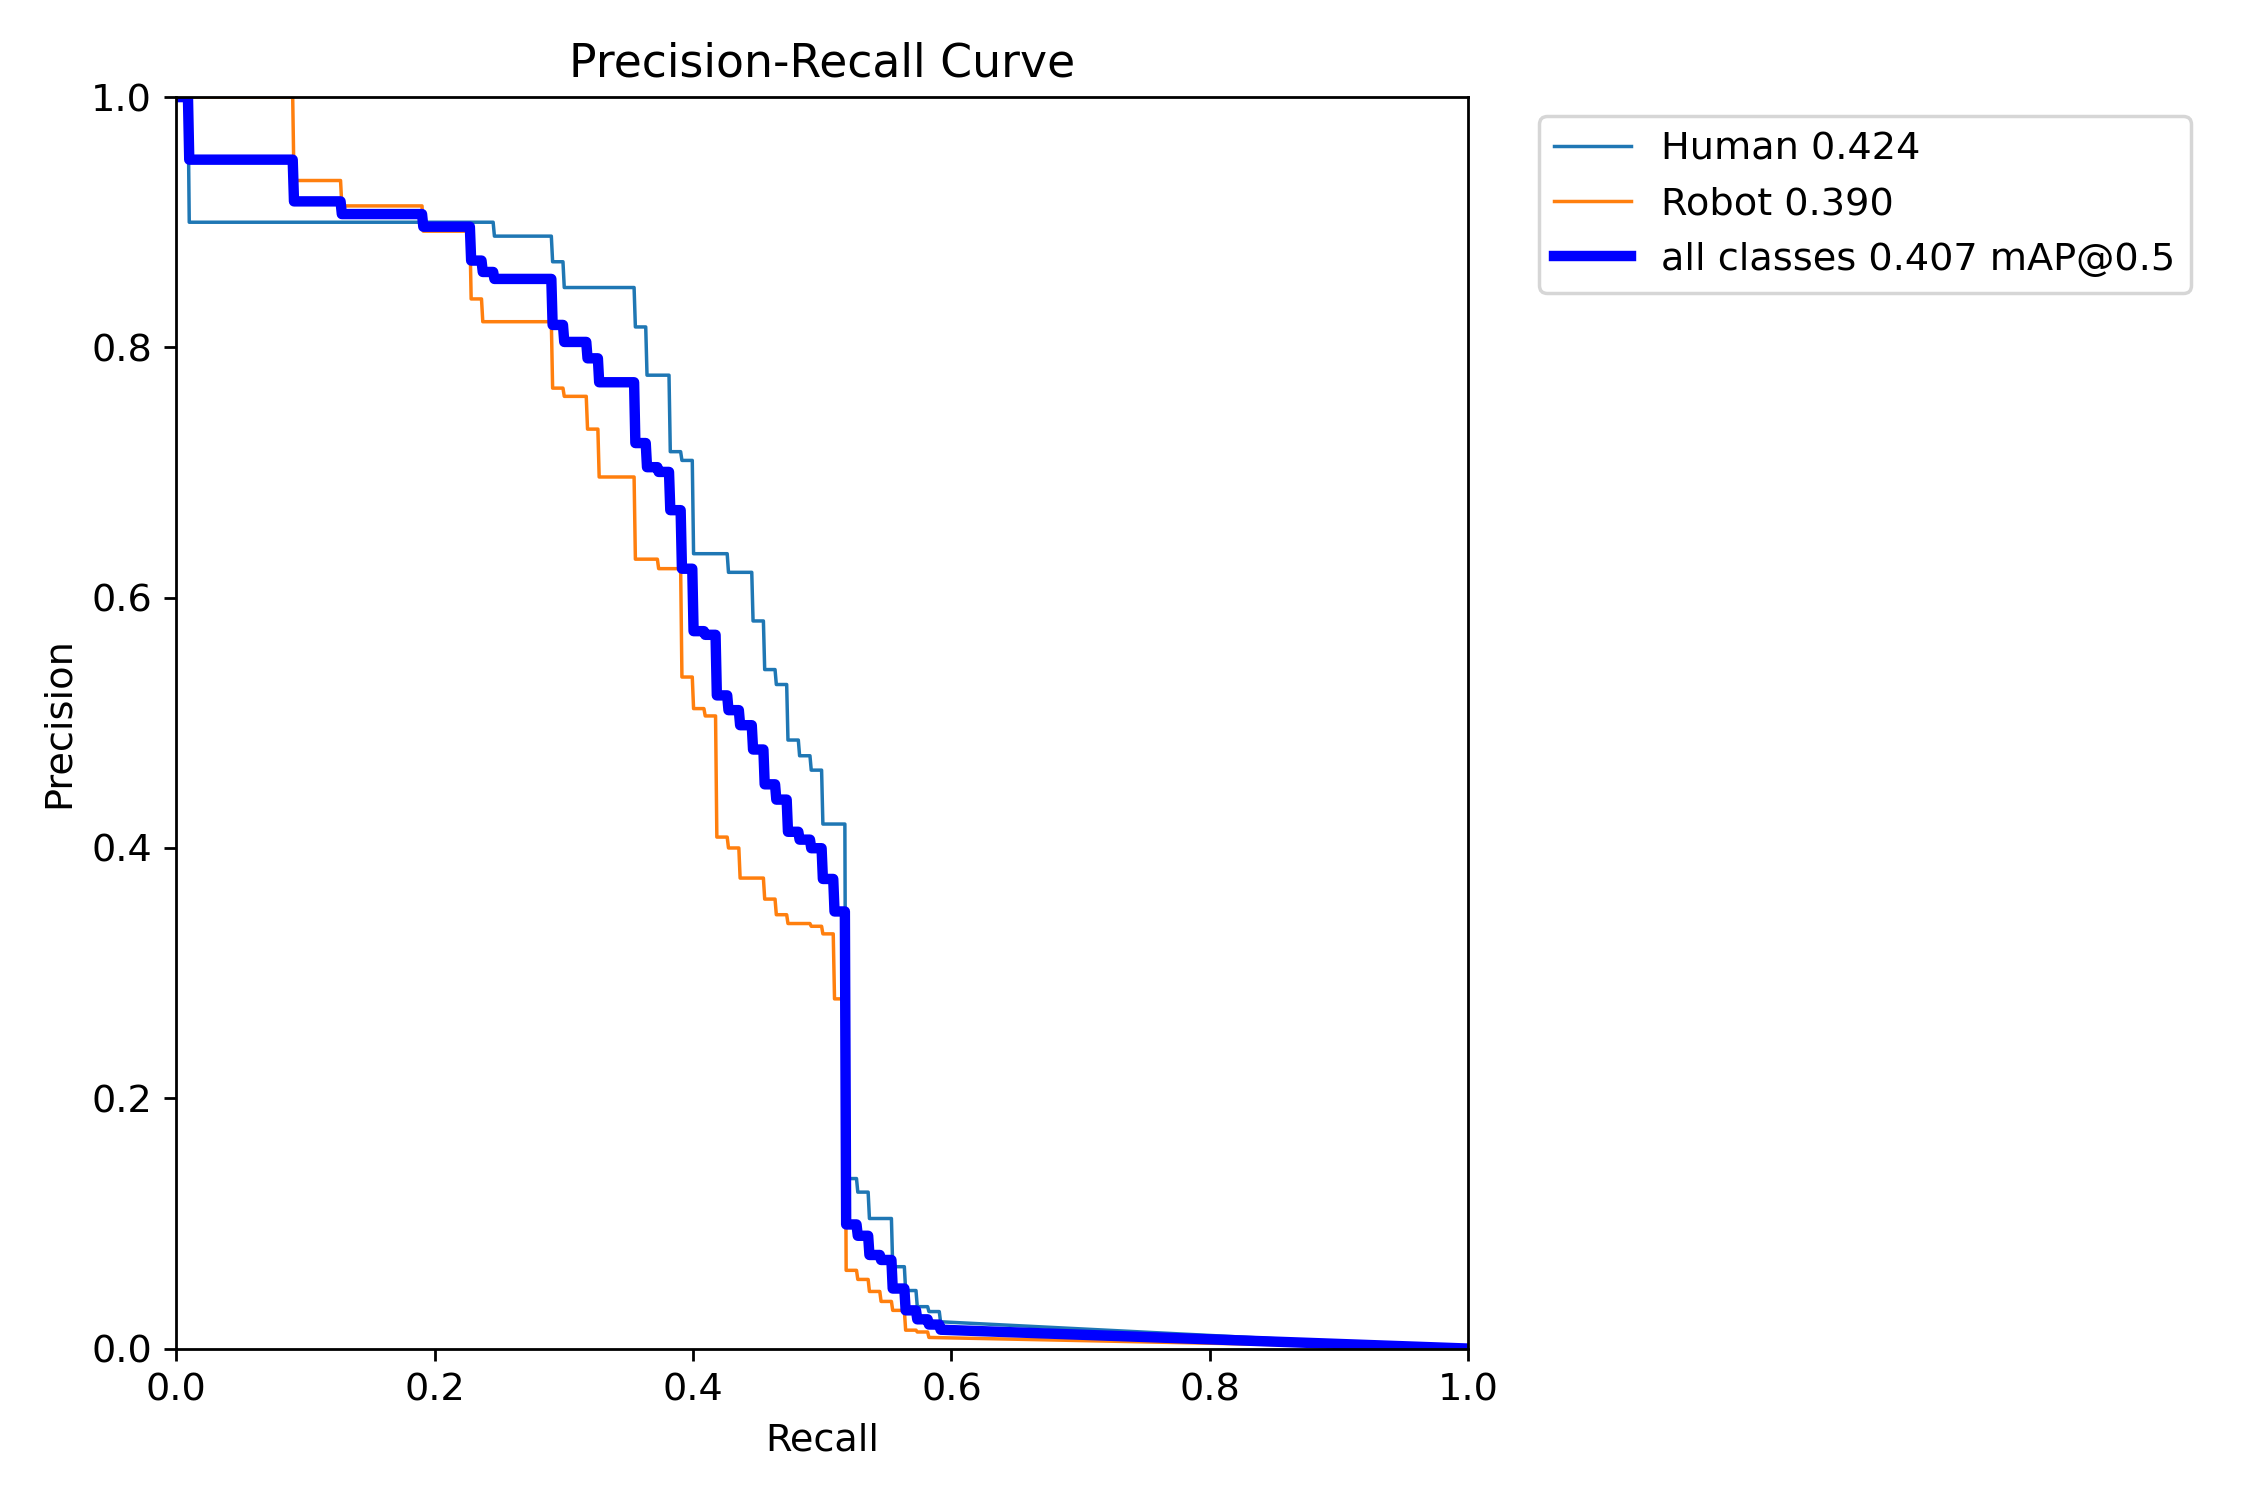 Precision-Recall Curve
Human 0.424
Robot 0.390
all classes 0.407 mAP@0.5
Precision
1.0
0.8
0.6
0.4
0.2
0.0
0.0 0.2 0.4 0.6 0.8 1.0
Recall